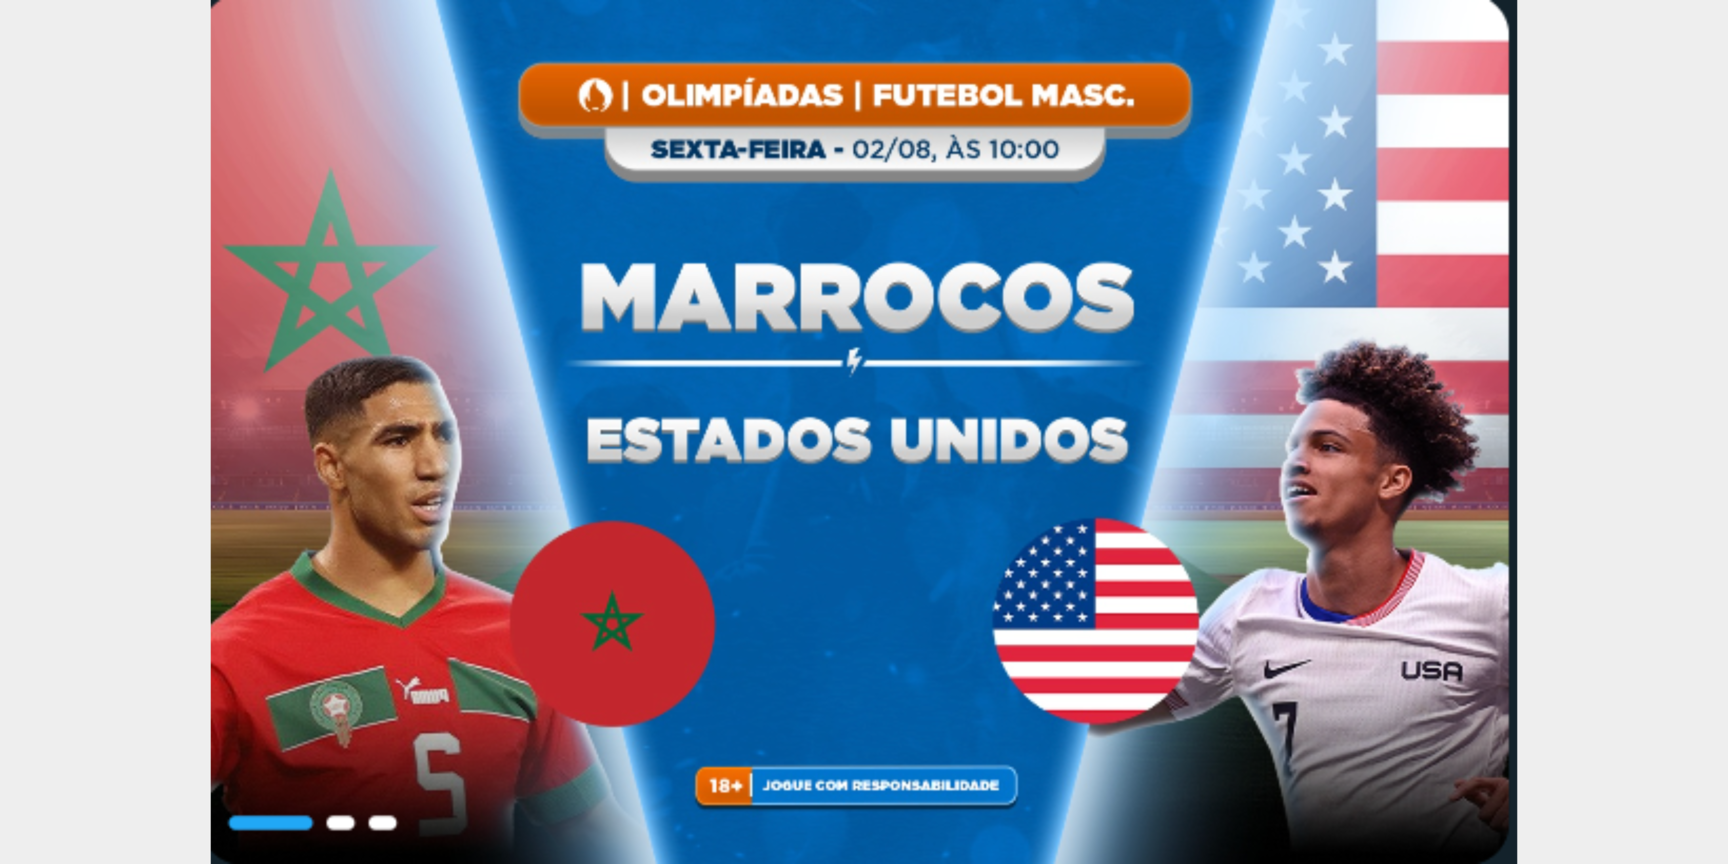 | OLIMPÍADAS | FUTEBOL MASC.
SEXTA-FEIRA - 02/08, ÀS 10:00
MARROCOS
ESTADOS UNIDOS
USA
7
5
18+ | JOGUE COM RESPONSABILIDADE